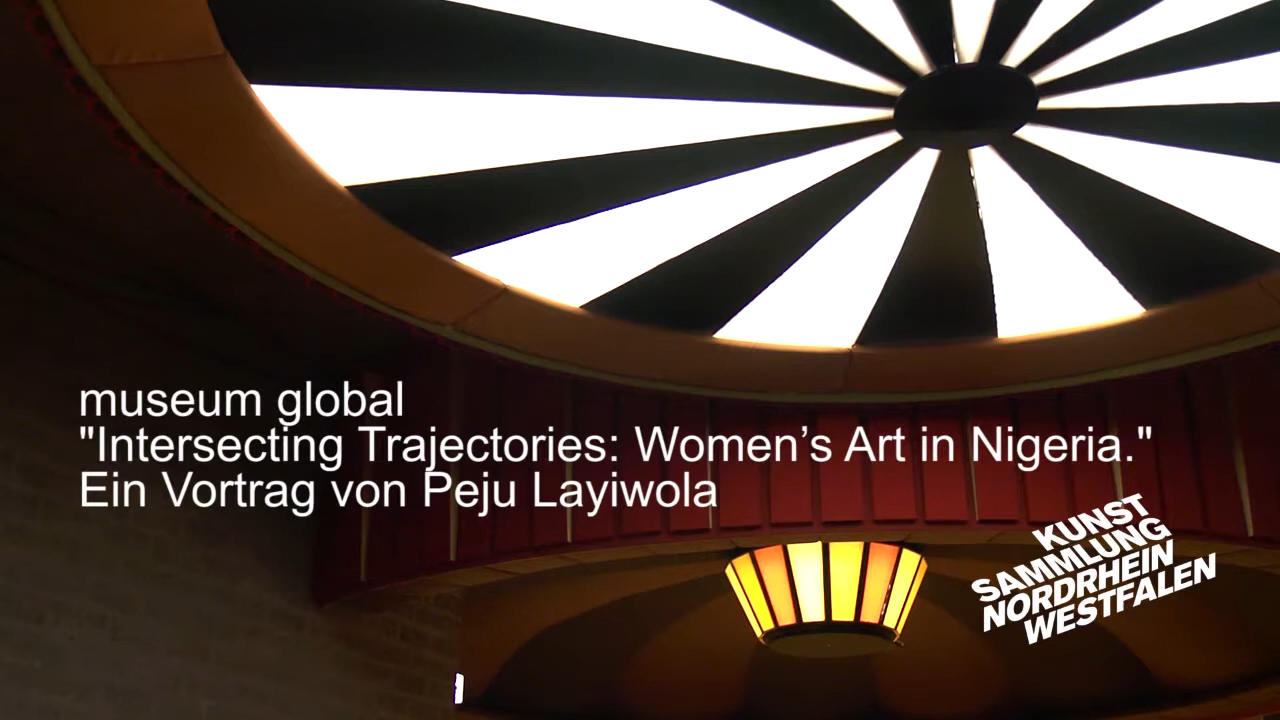 museum global
"Intersecting Trajectories: Women’s Art in Nigeria."
Ein Vortrag von Peju Layiwola
KUNST
SAMMLUNG
NORDRHEIN
WESTFALEN